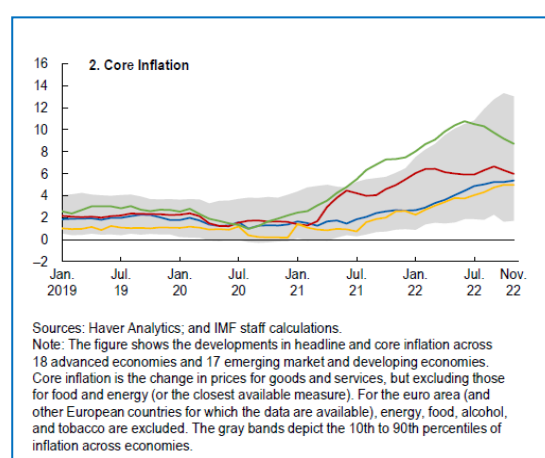 2. Core Inflation
16
14
12
10
8
6
4
2
0
–2
Jan. Jul. Jan. Jul. Jan. Jul. Jan. Jul. Nov.
2019 19 20 20 21 21 22 22 22
Sources: Haver Analytics; and IMF staff calculations.
Note: The figure shows the developments in headline and core inflation across
18 advanced economies and 17 emerging market and developing economies.
Core inflation is the change in prices for goods and services, but excluding those
for food and energy (or the closest available measure). For the euro area (and
other European countries for which the data are available), energy, food, alcohol,
and tobacco are excluded. The gray bands depict the 10th to 90th percentiles of
inflation across economies.